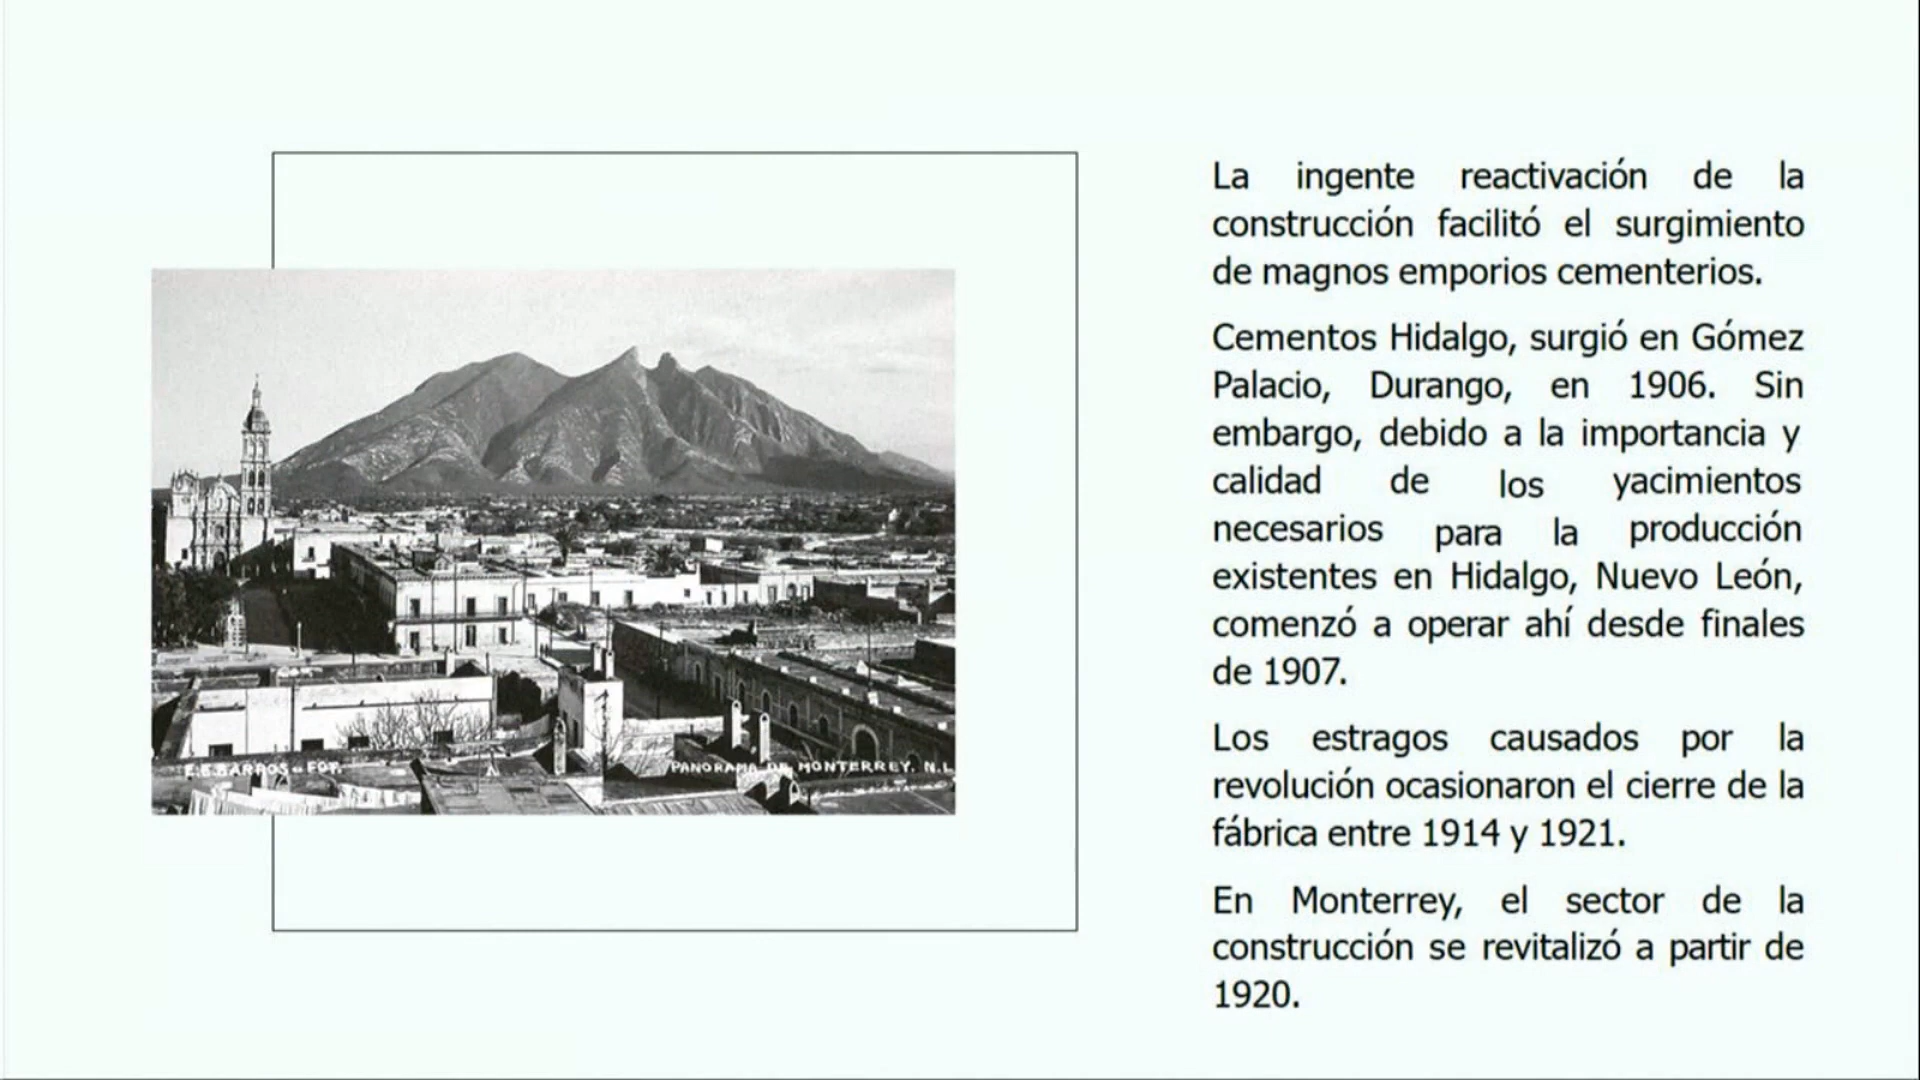 La ingente reactivación de la
construcción facilitó el surgimiento
de magnos emporios cementerios.
Cementos Hidalgo, surgió en Gómez
Palacio, Durango, en 1906. Sin
embargo, debido a la importancia y
calidad de los yacimientos
necesarios para la producción
existentes en Hidalgo, Nuevo León,
comenzó a operar ahí desde finales
de 1907.
Los estragos causados por la
revolución ocasionaron el cierre de la
fábrica entre 1914 y 1921.
En Monterrey, el sector de la
construcción se revitalizó a partir de
1920.
E.E.BARROS - FOT.
PANORAMA DE MONTERREY, N.L